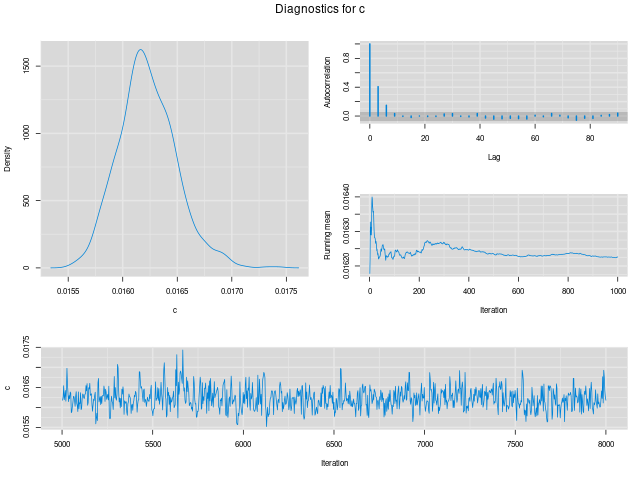 Diagnostics for c
Density
0 500 1000 1500
0.0155 0.0160 0.0165 0.0170 0.0175
c
Autocorrelation
0.0 0.4 0.8
0 20 40 60 80
Lag
Running mean
0.01620 0.01630 0.01640
0 200 400 600 800 1000
Iteration
c
0.0155 0.0165 0.0175
5000 5500 6000 6500 7000 7500 8000
Iteration